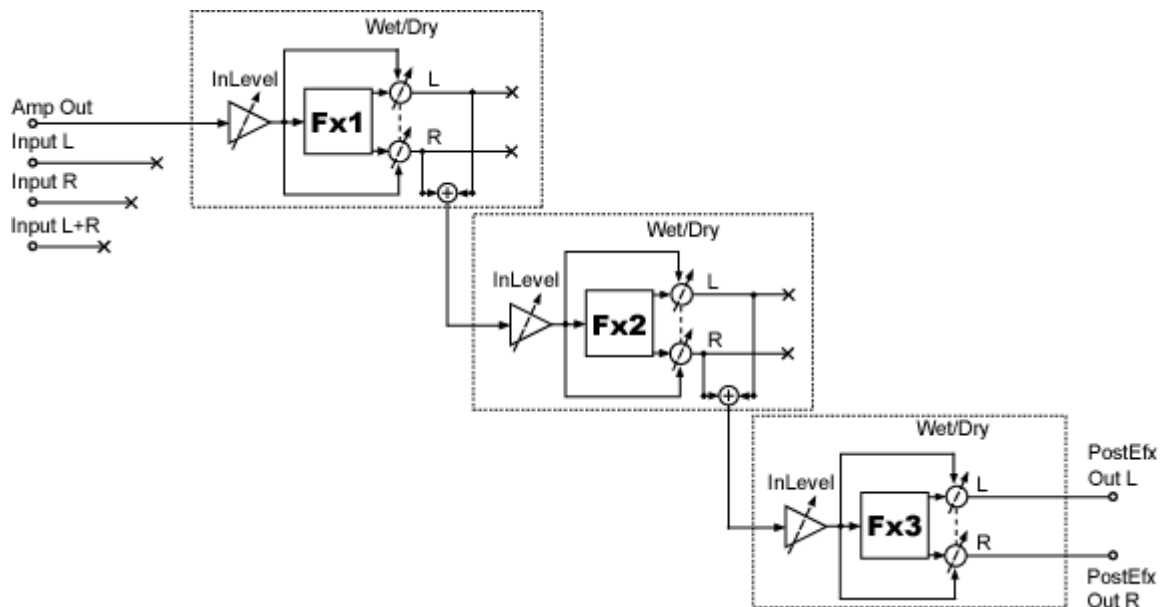 Wet/Dry
InLevel
L
Amp Out
Fx1
Input L
R
Input R
Input L+R
Wet/Dry
InLevel
L
Fx2
R
Wet/Dry
PostEfx
Out L
InLevel
L
Fx3
R
PostEfx
Out R